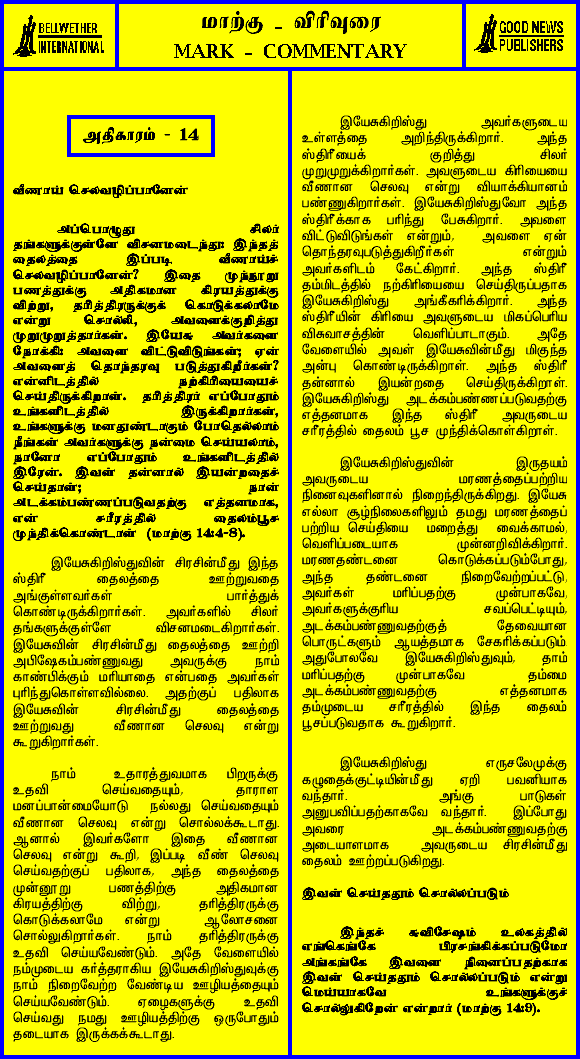 BELLWETHER
INTERNATIONAL
மாற்கு - விரிவுரை
MARK - COMMENTARY
GOOD NEWS
PUBLISHERS
அதிகாரம் - 14
வீணாய் செலவழிப்பானேன்
அப்பொழுது சிலர்
தங்களுக்குள்ளே விசனமடைந்து: இந்தத்
தைலத்தை இப்படி வீணாய்ச்
செலவழிப்பானேன்? இதை முந்நூறு
பணத்துக்கு அதிகமான கிரயத்துக்கு
விற்று, தரித்திரருக்குக் கொடுக்கலாமே
என்று சொல்லி, அவளைக்குறித்து
முறுமுறுத்தார்கள். இயேசு அவர்களை
நோக்கி: அவளை விட்டுவிடுங்கள்; ஏன்
அவளைத் தொந்தரவு படுத்துகிறீர்கள்?
என்னிடத்தில் நற்கிரியையைச்
செய்திருக்கிறாள். தரித்திரர் எப்போதும்
உங்களிடத்தில் இருக்கிறார்கள்,
உங்களுக்கு மனதுண்டாகும் போதெல்லாம்
நீங்கள் அவர்களுக்கு நன்மை செய்யலாம்,
நானோ எப்போதும் உங்களிடத்தில்
இரேன். இவள் தன்னால் இயன்றதைச்
செய்தாள்; நான்
அடக்கம்பண்ணப்படுவதற்கு எத்தனமாக,
என் சரீரத்தில் தைலம்பூச
முந்திக்கொண்டாள் (மாற்கு 14:4-8).
இயேசுகிறிஸ்துவின் சிரசின்மீது இந்த
ஸ்திரீ தைலத்தை ஊற்றுவதை
அங்குள்ளவர்கள் பார்த்துக்
கொண்டிருக்கிறார்கள். அவர்களில் சிலர்
தங்களுக்குள்ளே விசனமடைகிறார்கள்.
இயேசுவின் சிரசின்மீது தைலத்தை ஊற்றி
அபிஷேகம்பண்ணுவது அவருக்கு நாம்
காண்பிக்கும் மரியாதை என்பதை அவர்கள்
புரிந்துகொள்ளவில்லை. அதற்குப் பதிலாக
இயேசுவின் சிரசின்மீது தைலத்தை
ஊற்றுவது வீணான செலவு என்று
கூறுகிறார்கள்.
நாம் உதாரத்துவமாக பிறருக்கு
உதவி செய்வதையும், தாராள
மனப்பான்மையோடு நல்லது செய்வதையும்
வீணான செலவு என்று சொல்லக்கூடாது.
ஆனால் இவர்களோ இதை வீணான
செலவு என்று கூறி, இப்படி வீண் செலவு
செய்வதற்குப் பதிலாக, அந்த தைலத்தை
முன்னூறு பணத்திற்கு அதிகமான
கிரயத்திற்கு விற்று, தரித்திரருக்கு
கொடுக்கலாமே என்று ஆலோசனை
சொல்லுகிறார்கள். நாம் தரித்திரருக்கு
உதவி செய்யவேண்டும். அதே வேளையில்
நம்முடைய கர்த்தராகிய இயேசுகிறிஸ்துவுக்கு
நாம் நிறைவேற்ற வேண்டிய ஊழியத்தையும்
செய்யவேண்டும். ஏழைகளுக்கு உதவி
செய்வது நமது ஊழியத்திற்கு ஒருபோதும்
தடையாக இருக்கக்கூடாது.
இயேசுகிறிஸ்து அவர்களுடைய
உள்ளத்தை அறிந்திருக்கிறார். அந்த
ஸ்திரீயைக் குறித்து சிலர்
முறுமுறுக்கிறார்கள். அவளுடைய கிரியையை
வீணான செலவு என்று வியாக்கியானம்
பண்ணுகிறார்கள். இயேசுகிறிஸ்துவோ அந்த
ஸ்திரீக்காக பரிந்து பேசுகிறார். அவளை
விட்டுவிடுங்கள் என்றும், அவளை ஏன்
தொந்தரவுபடுத்துகிறீர்கள் என்றும்
அவர்களிடம் கேட்கிறார். அந்த ஸ்திரீ
தம்மிடத்தில் நற்கிரியையை செய்திருப்பதாக
இயேசுகிறிஸ்து அங்கீகரிக்கிறார். அந்த
ஸ்திரீயின் கிரியை அவளுடைய மிகப்பெரிய
விசுவாசத்தின் வெளிப்பாடாகும். அதே
வேளையில் அவள் இயேசுவின்மீது மிகுந்த
அன்பு கொண்டிருக்கிறாள். அந்த ஸ்திரீ
தன்னால் இயன்றதை செய்திருக்கிறாள்.
இயேசுகிறிஸ்து அடக்கம்பண்ணப்படுவதற்கு
எத்தனமாக இந்த ஸ்திரீ அவருடைய
சரீரத்தில் தைலம் பூச முந்திக்கொள்கிறாள்.
இயேசுகிறிஸ்துவின் இருதயம்
அவருடைய மரணத்தைப்பற்றிய
நினைவுகளினால் நிறைந்திருக்கிறது. இயேசு
எல்லா சூழ்நிலைகளிலும் தமது மரணத்தைப்
பற்றிய செய்தியை மறைத்து வைக்காமல்,
வெளிப்படையாக முன்னறிவிக்கிறார்.
மரணதண்டனை கொடுக்கப்படும்போது,
அந்த தண்டனை நிறைவேற்றப்பட்டு,
அவர்கள் மரிப்பதற்கு முன்பாகவே,
அவர்களுக்குரிய சவப்பெட்டியும்,
அடக்கம்பண்ணுவதற்குத் தேவையான
பொருட்களும் ஆயத்தமாக சேகரிக்கப்படும்
அதுபோலவே இயேசுகிறிஸ்துவும், தாம்
மரிப்பதற்கு முன்பாகவே தம்மை
அடக்கம்பண்ணுவதற்கு எத்தனமாக
தம்முடைய சரீரத்தில் இந்த தைலம்
பூசப்படுவதாக கூறுகிறார்.
இயேசுகிறிஸ்து எருசலேமுக்கு
கழுதைக்குட்டியின்மீது ஏறி பவனியாக
வந்தார். அங்கு பாடுகள்
அனுபவிப்பதற்காகவே வந்தார். இப்போது
அவரை அடக்கம்பண்ணுவதற்கு
அடையாளமாக அவருடைய சிரசின்மீது
தைலம் ஊற்றப்படுகிறது.
இவள் செய்ததும் சொல்லப்படும்
இந்தச் சுவிசேஷம் உலகத்தில்
எங்கெங்கே பிரசங்கிக்கப்படுமோ
அங்கங்கே இவளை நினைப்பதற்காக
இவள் செய்ததும் சொல்லப்படும் என்று
மெய்யாகவே உங்களுக்குச்
சொல்லுகிறேன் என்றார் (மாற்கு 14:9).